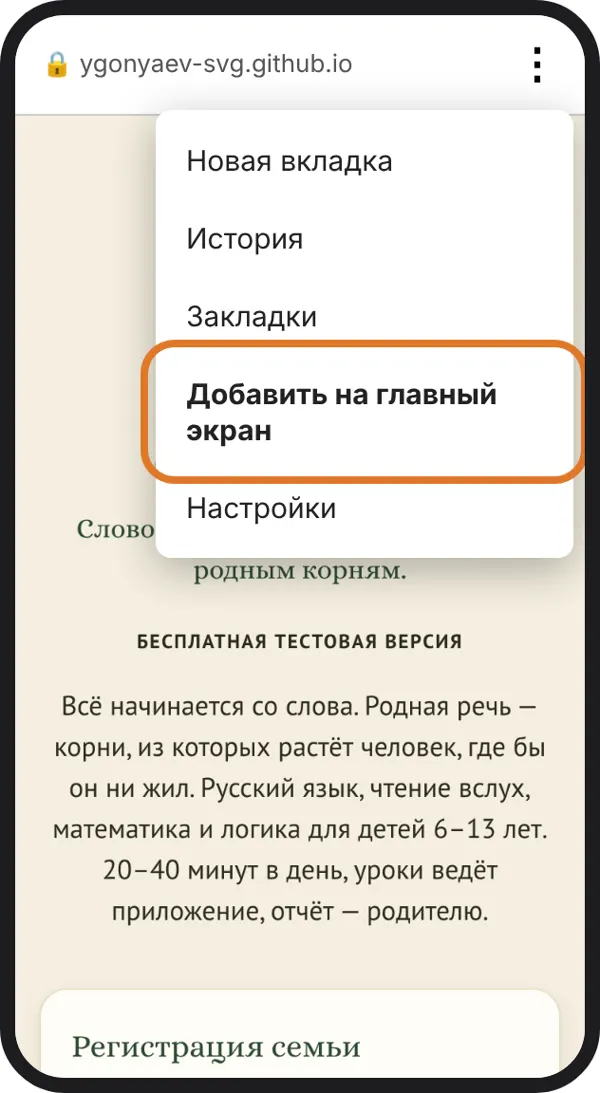 ygonyaev-svg.github.io
Новая вкладка
История
Закладки
Добавить на главный
экран
Настройки
Слово
родным корням.
БЕСПЛАТНАЯ ТЕСТОВАЯ ВЕРСИЯ
Всё начинается со слова. Родная речь —
корни, из которых растёт человек, где бы
он ни жил. Русский язык, чтение вслух,
математика и логика для детей 6–13 лет.
20–40 минут в день, уроки ведёт
приложение, отчёт — родителю.
Регистрация семьи